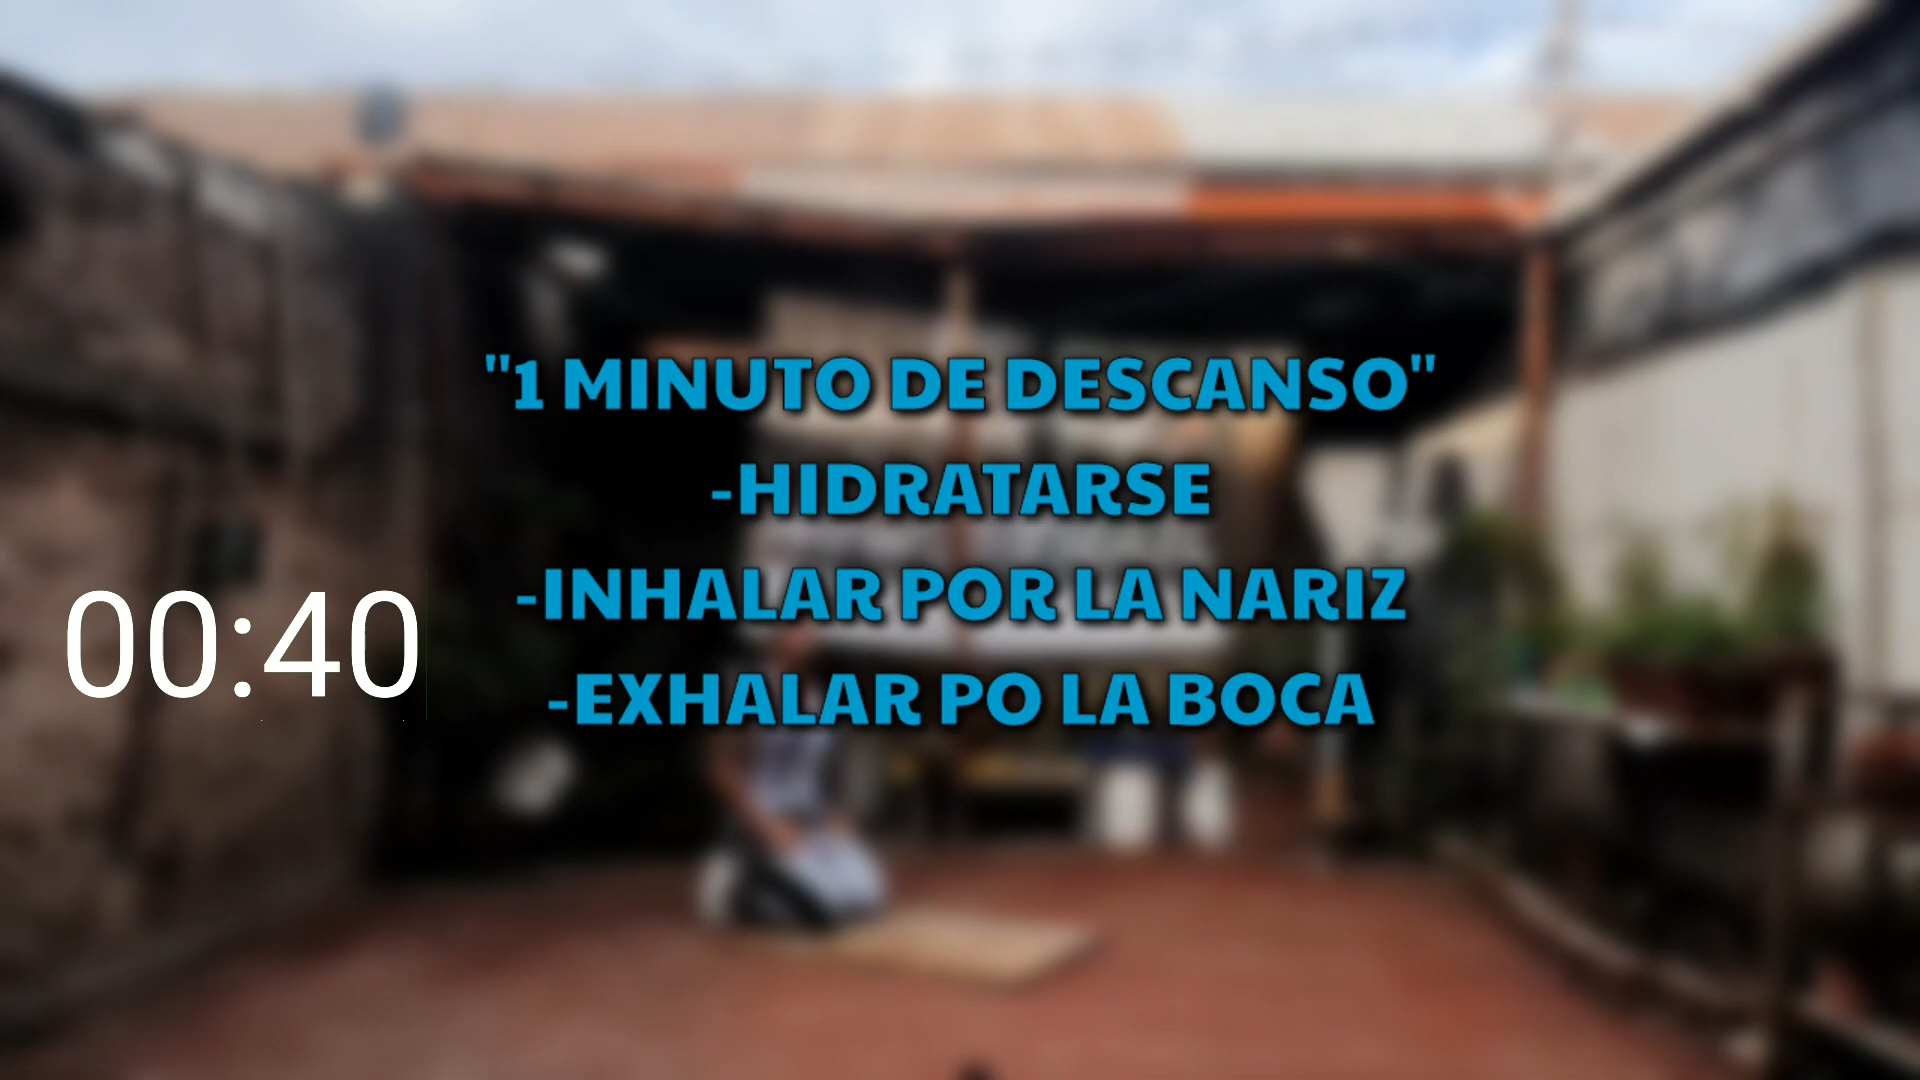 "1 MINUTO DE DESCANSO"
-HIDRATARSE
-INHALAR POR LA NARIZ
00:40
-EXHALAR PO LA BOCA